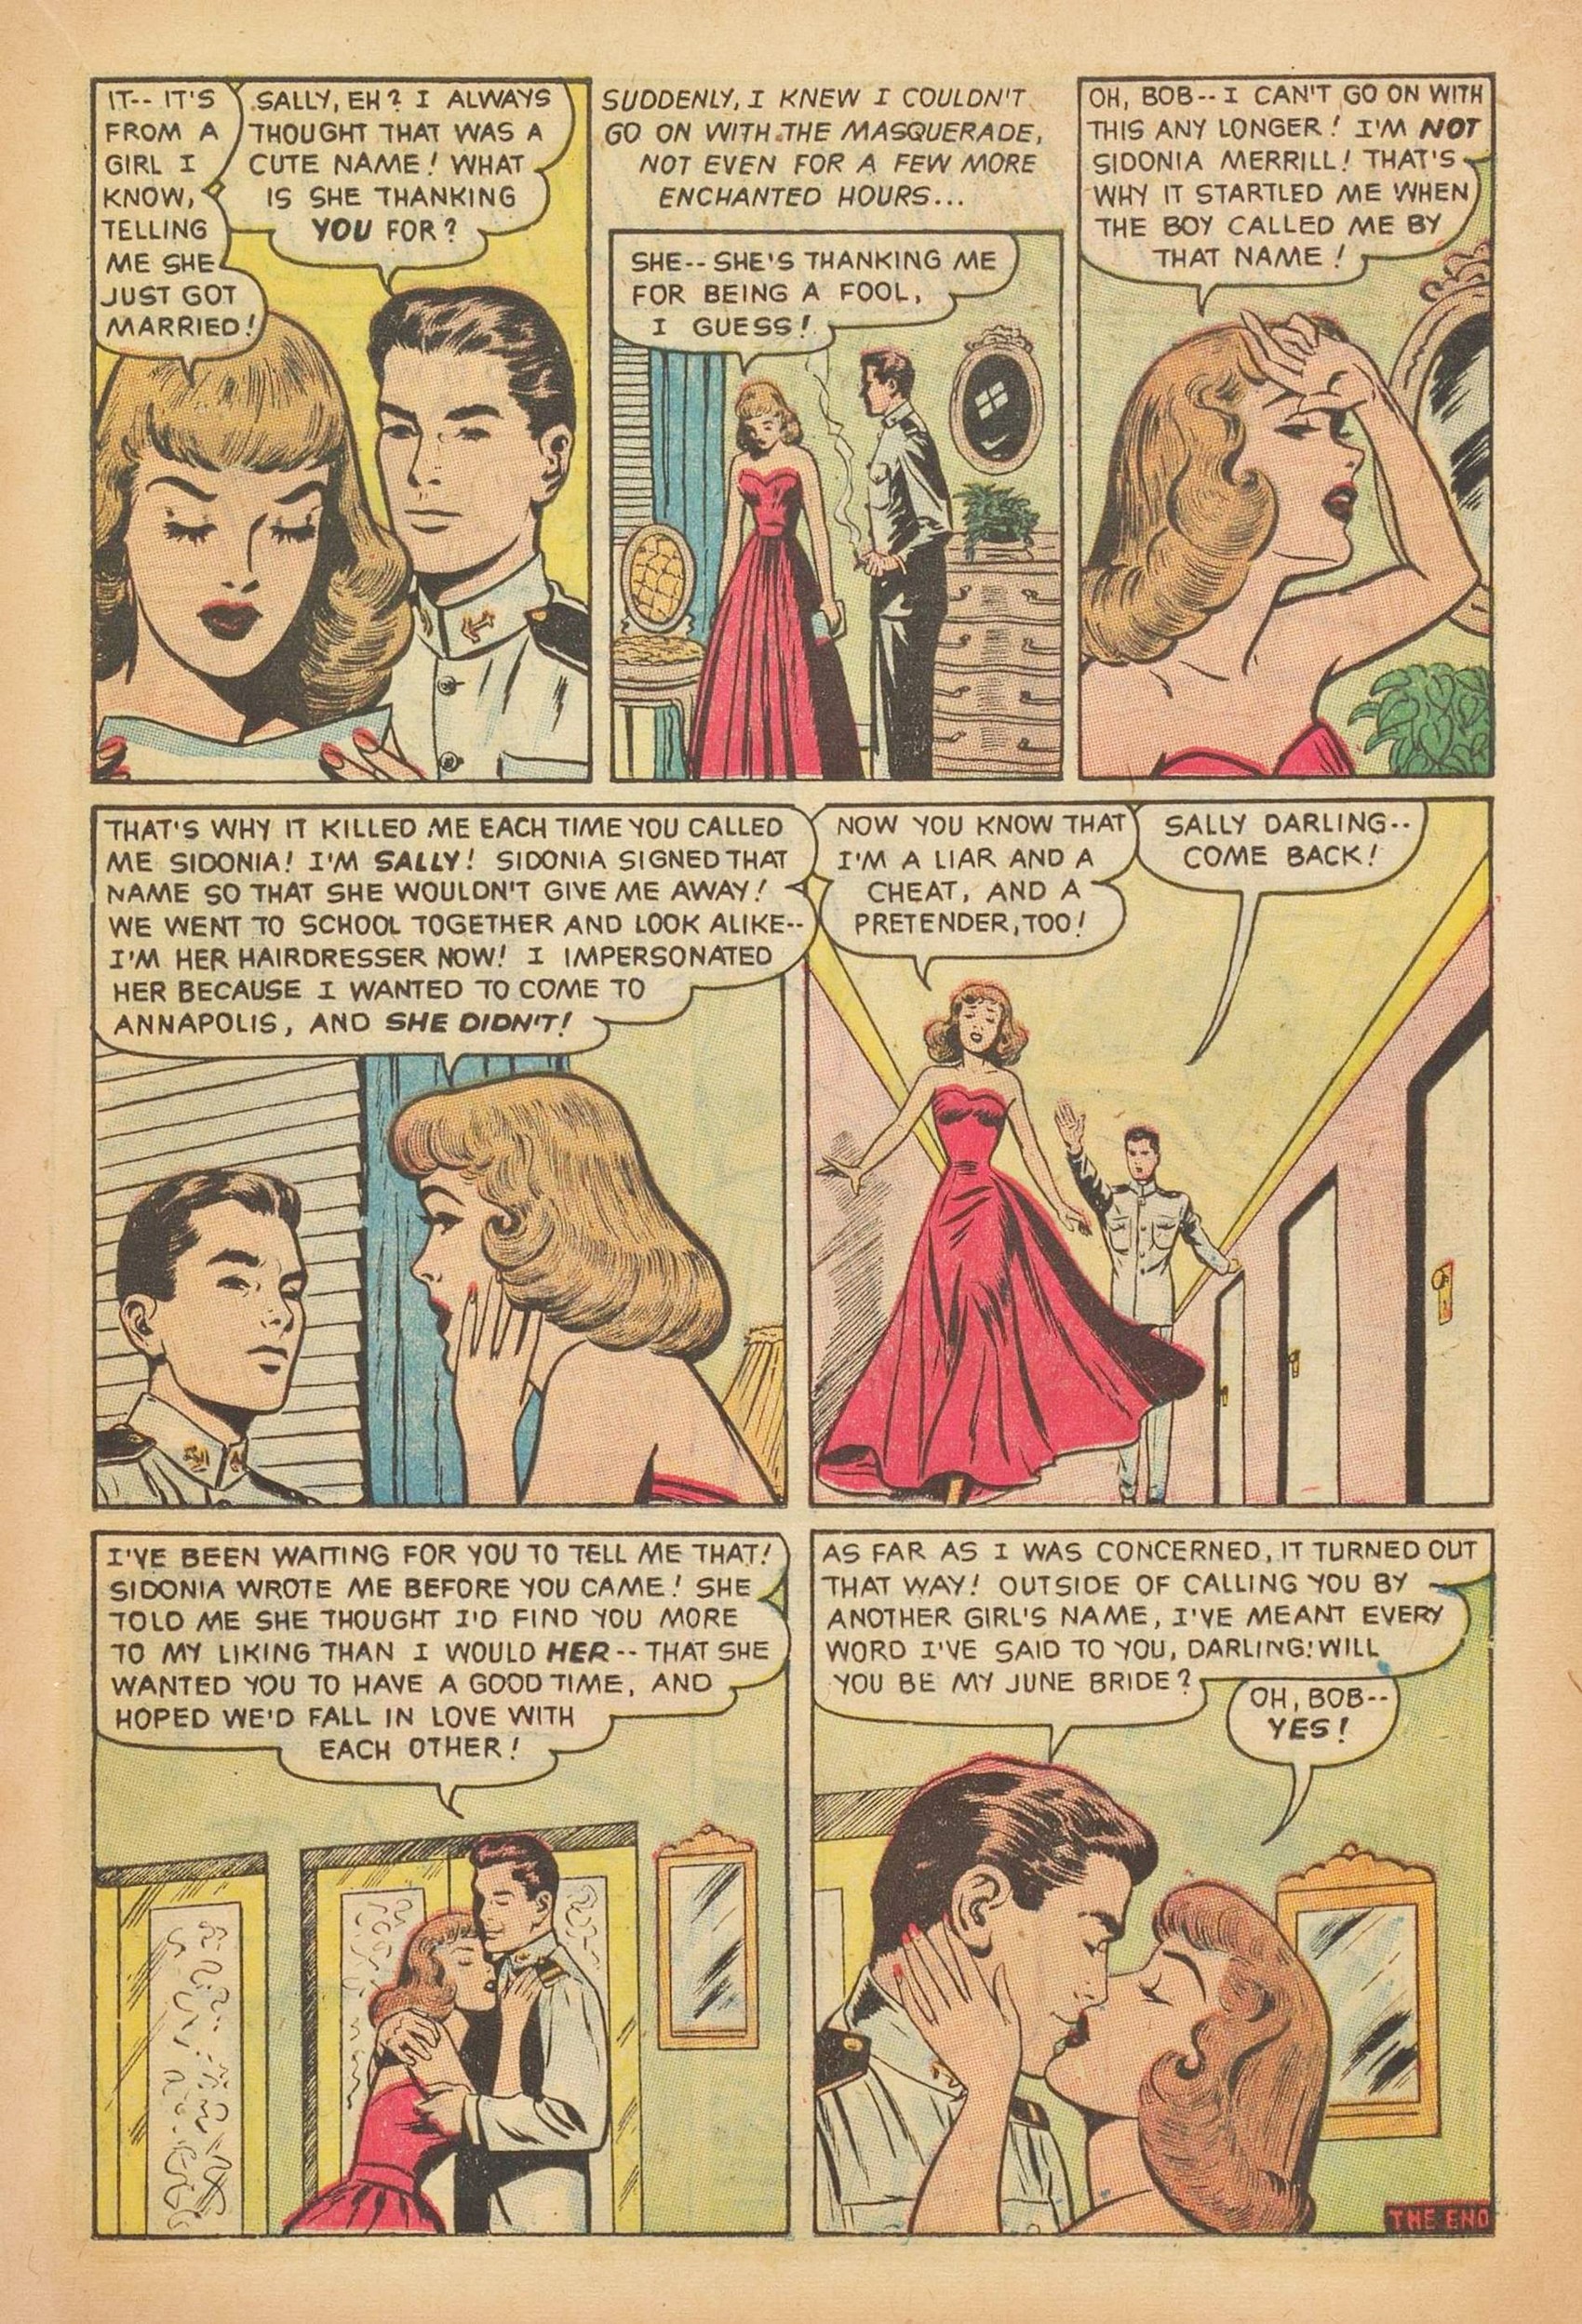 IT-- IT'S
FROM A
GIRL I
KNOW,
TELLING
ME SHE
JUST GOT
MARRIED!
SALLY, EH? I ALWAYS
THOUGHT THAT WAS A
CUTE NAME! WHAT
IS SHE THANKING
YOU FOR?
SUDDENLY, I KNEW I COULDN'T
GO ON WITH THE MASQUERADE,
NOT EVEN FOR A FEW MORE
ENCHANTED HOURS...
SHE-- SHE'S THANKING ME
FOR BEING A FOOL,
I GUESS!
OH, BOB-- I CAN'T GO ON WITH
THIS ANY LONGER! I'M NOT
SIDONIA MERRILL! THAT'S
WHY IT STARTLED ME WHEN
THE BOY CALLED ME BY
THAT NAME!
THAT'S WHY IT KILLED ME EACH TIME YOU CALLED
ME SIDONIA! I'M SALLY! SIDONIA SIGNED THAT
NAME SO THAT SHE WOULDN'T GIVE ME AWAY!
WE WENT TO SCHOOL TOGETHER AND LOOK ALIKE--
I'M HER HAIRDRESSER NOW! I IMPERSONATED
HER BECAUSE I WANTED TO COME TO
ANNAPOLIS, AND SHE DIDN'T!
NOW YOU KNOW THAT
I'M A LIAR AND A
CHEAT, AND A
PRETENDER, TOO!
SALLY DARLING--
COME BACK!
I'VE BEEN WAITING FOR YOU TO TELL ME THAT!
SIDONIA WROTE ME BEFORE YOU CAME! SHE
TOLD ME SHE THOUGHT I'D FIND YOU MORE
TO MY LIKING THAN I WOULD HER-- THAT SHE
WANTED YOU TO HAVE A GOOD TIME, AND
HOPED WE'D FALL IN LOVE WITH
EACH OTHER!
AS FAR AS I WAS CONCERNED, IT TURNED OUT
THAT WAY! OUTSIDE OF CALLING YOU BY
ANOTHER GIRL'S NAME, I'VE MEANT EVERY
WORD I'VE SAID TO YOU, DARLING! WILL
YOU BE MY JUNE BRIDE?
OH, BOB--
YES!
THE END